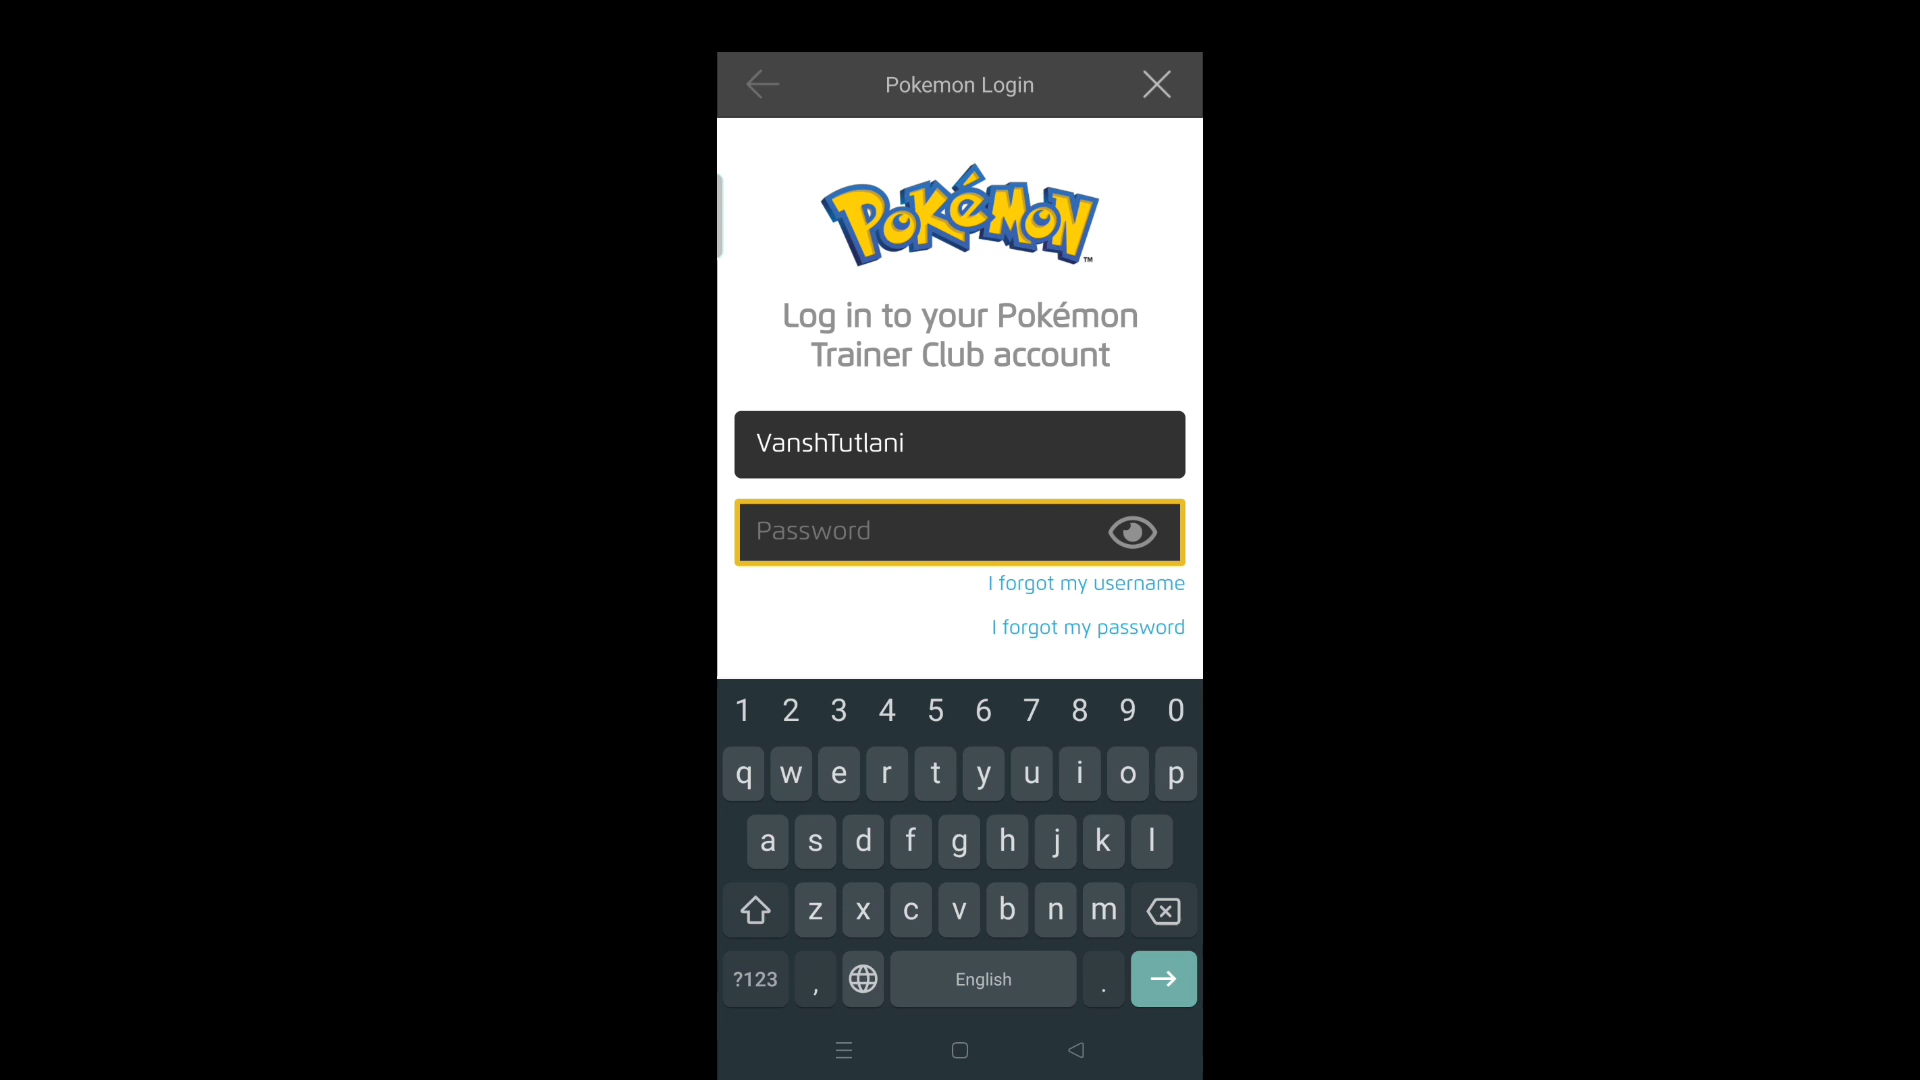 Pokemon Login
POKéMON
TM
Log in to your Pokémon
Trainer Club account
VanshTutlani
Password
I forgot my username
I forgot my password
1 2 3 4 5 6 7 8 9 0
q w e r t y u i o p
a s d f g h j k l
z x c v b n m
?123 , English .